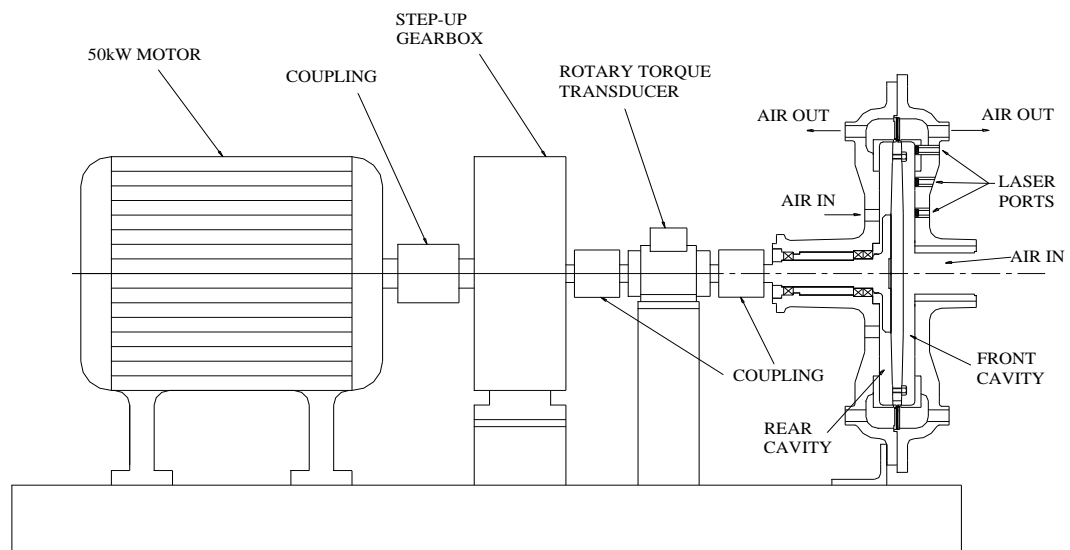 STEP-UP
GEARBOX
50kW MOTOR
COUPLING
ROTARY TORQUE
TRANSDUCER
AIR OUT
AIR OUT
LASER
PORTS
AIR IN
AIR IN
FRONT
CAVITY
COUPLING
REAR
CAVITY